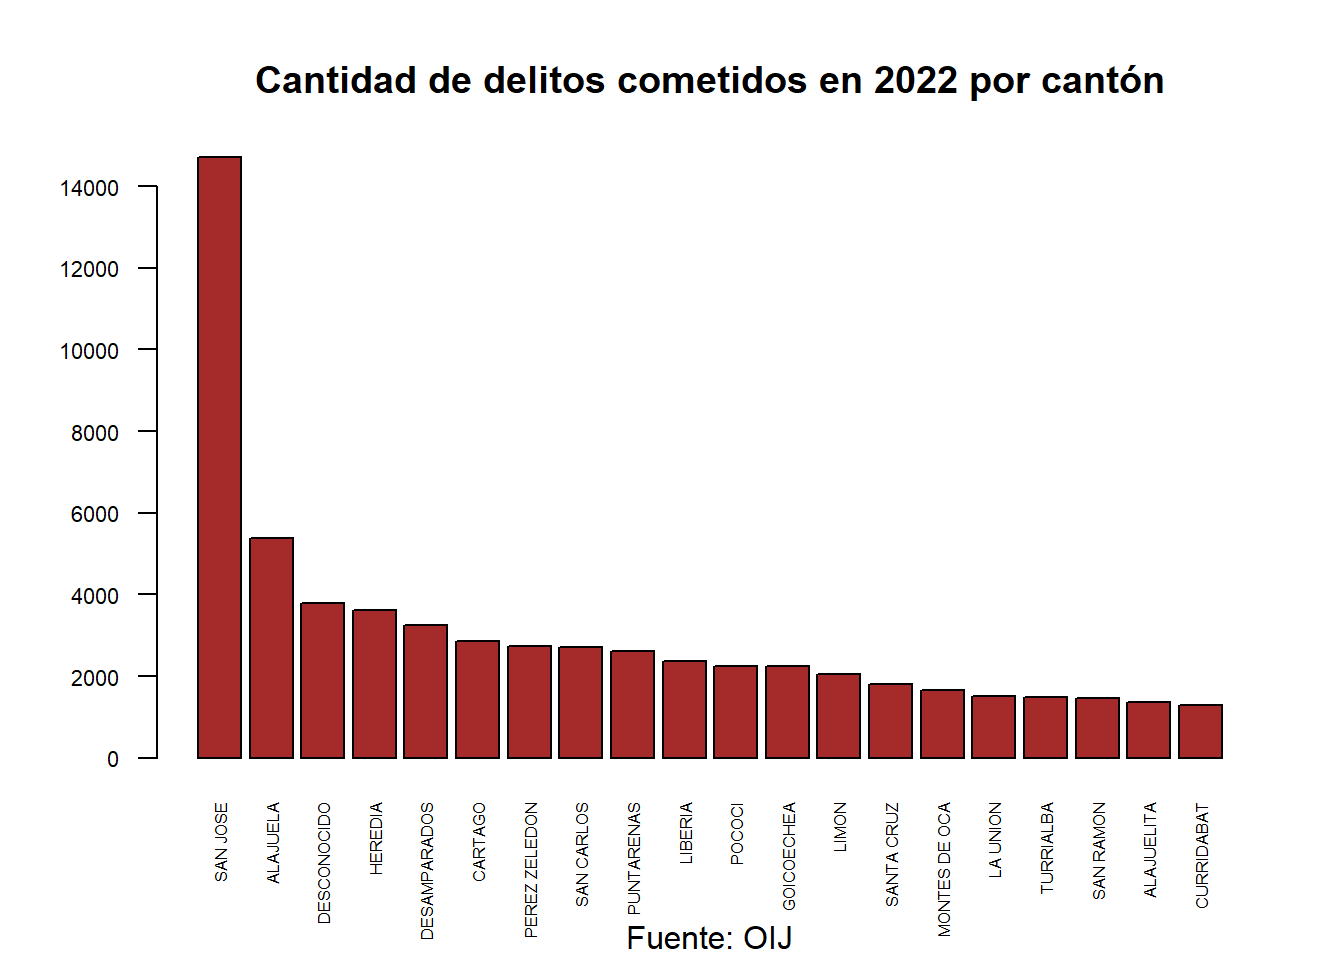 Cantidad de delitos cometidos en 2022 por cantón
14000
12000
10000
8000
6000
4000
2000
0
SAN JOSE
ALAJUELA
DESCONOCIDO
HEREDIA
DESAMPARADOS
CARTAGO
PEREZ ZELEDON
SAN CARLOS
PUNTARENAS
LIBERIA
POCOCI
GOICOECHEA
LIMON
SANTA CRUZ
MONTES DE OCA
LA UNION
TURRIALBA
SAN RAMON
ALAJUELITA
CURRIDABAT
Fuente: OIJ